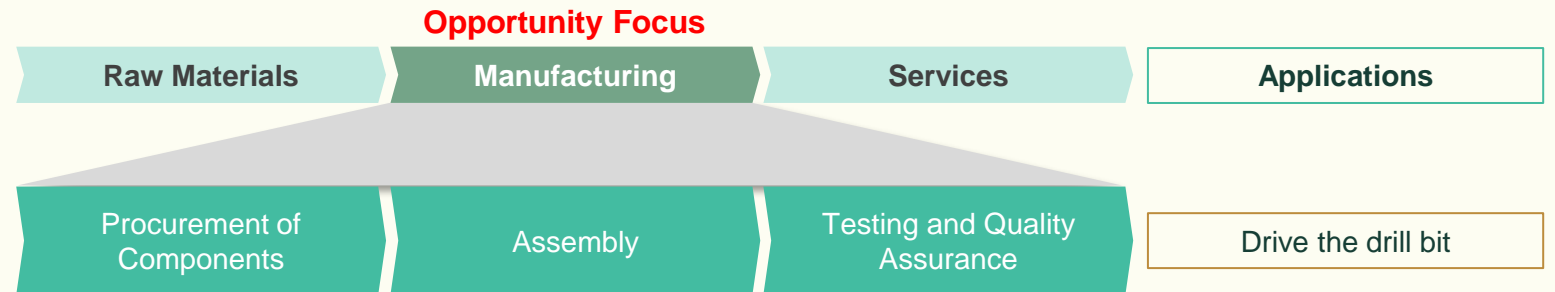 Opportunity Focus
Raw Materials
Manufacturing
Services
Applications
Procurement of
Components
Assembly
Testing and Quality
Assurance
Drive the drill bit